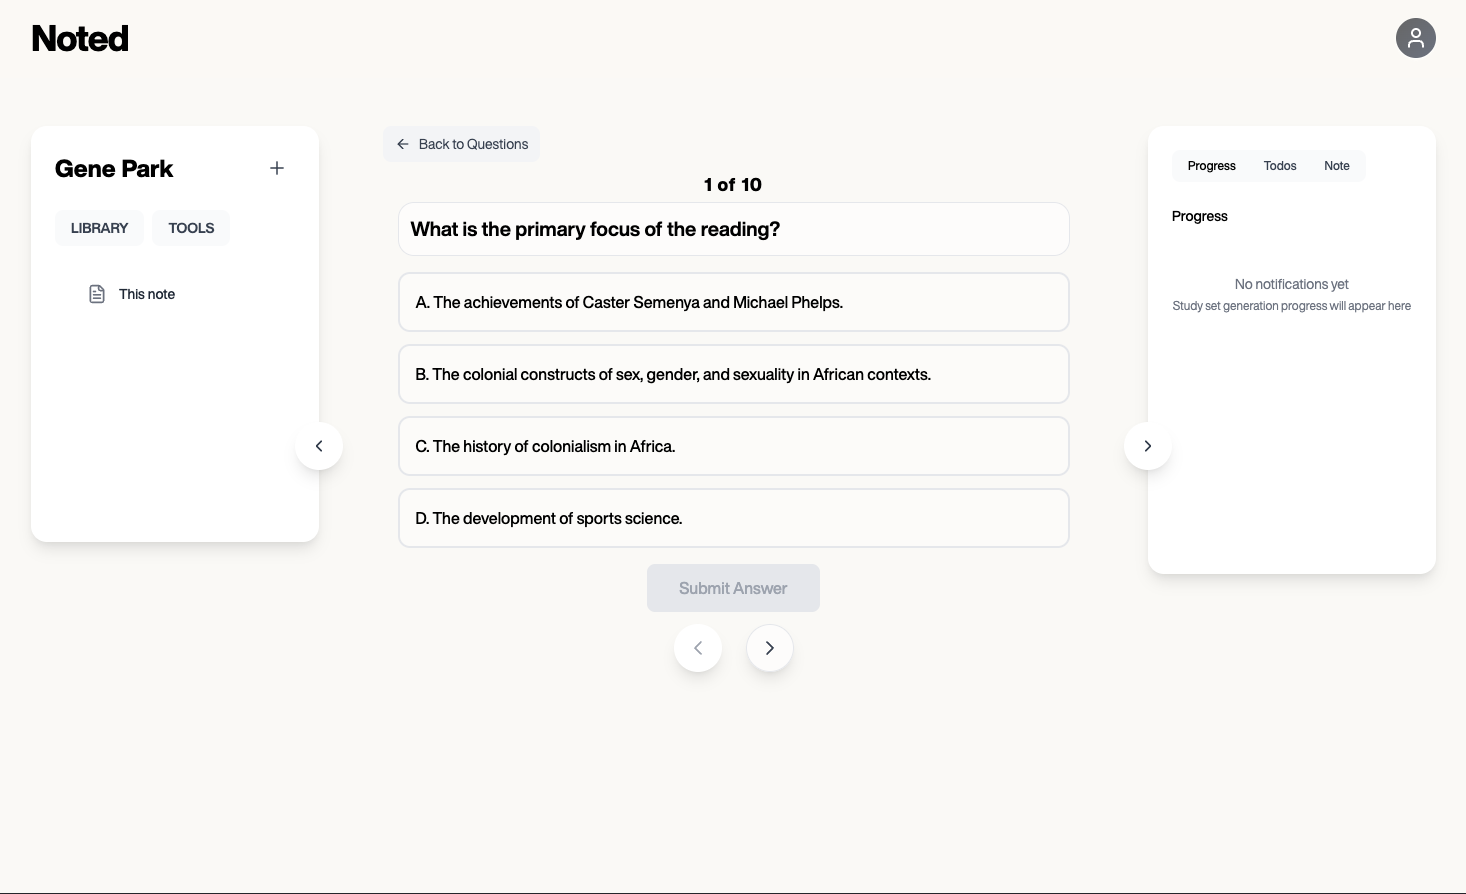 Noted
Gene Park
LIBRARY TOOLS
This note
Back to Questions
1 of 10
What is the primary focus of the reading?
A. The achievements of Caster Semenya and Michael Phelps.
B. The colonial constructs of sex, gender, and sexuality in African contexts.
C. The history of colonialism in Africa.
D. The development of sports science.
Submit Answer
Progress Todos Note
Progress
No notifications yet
Study set generation progress will appear here